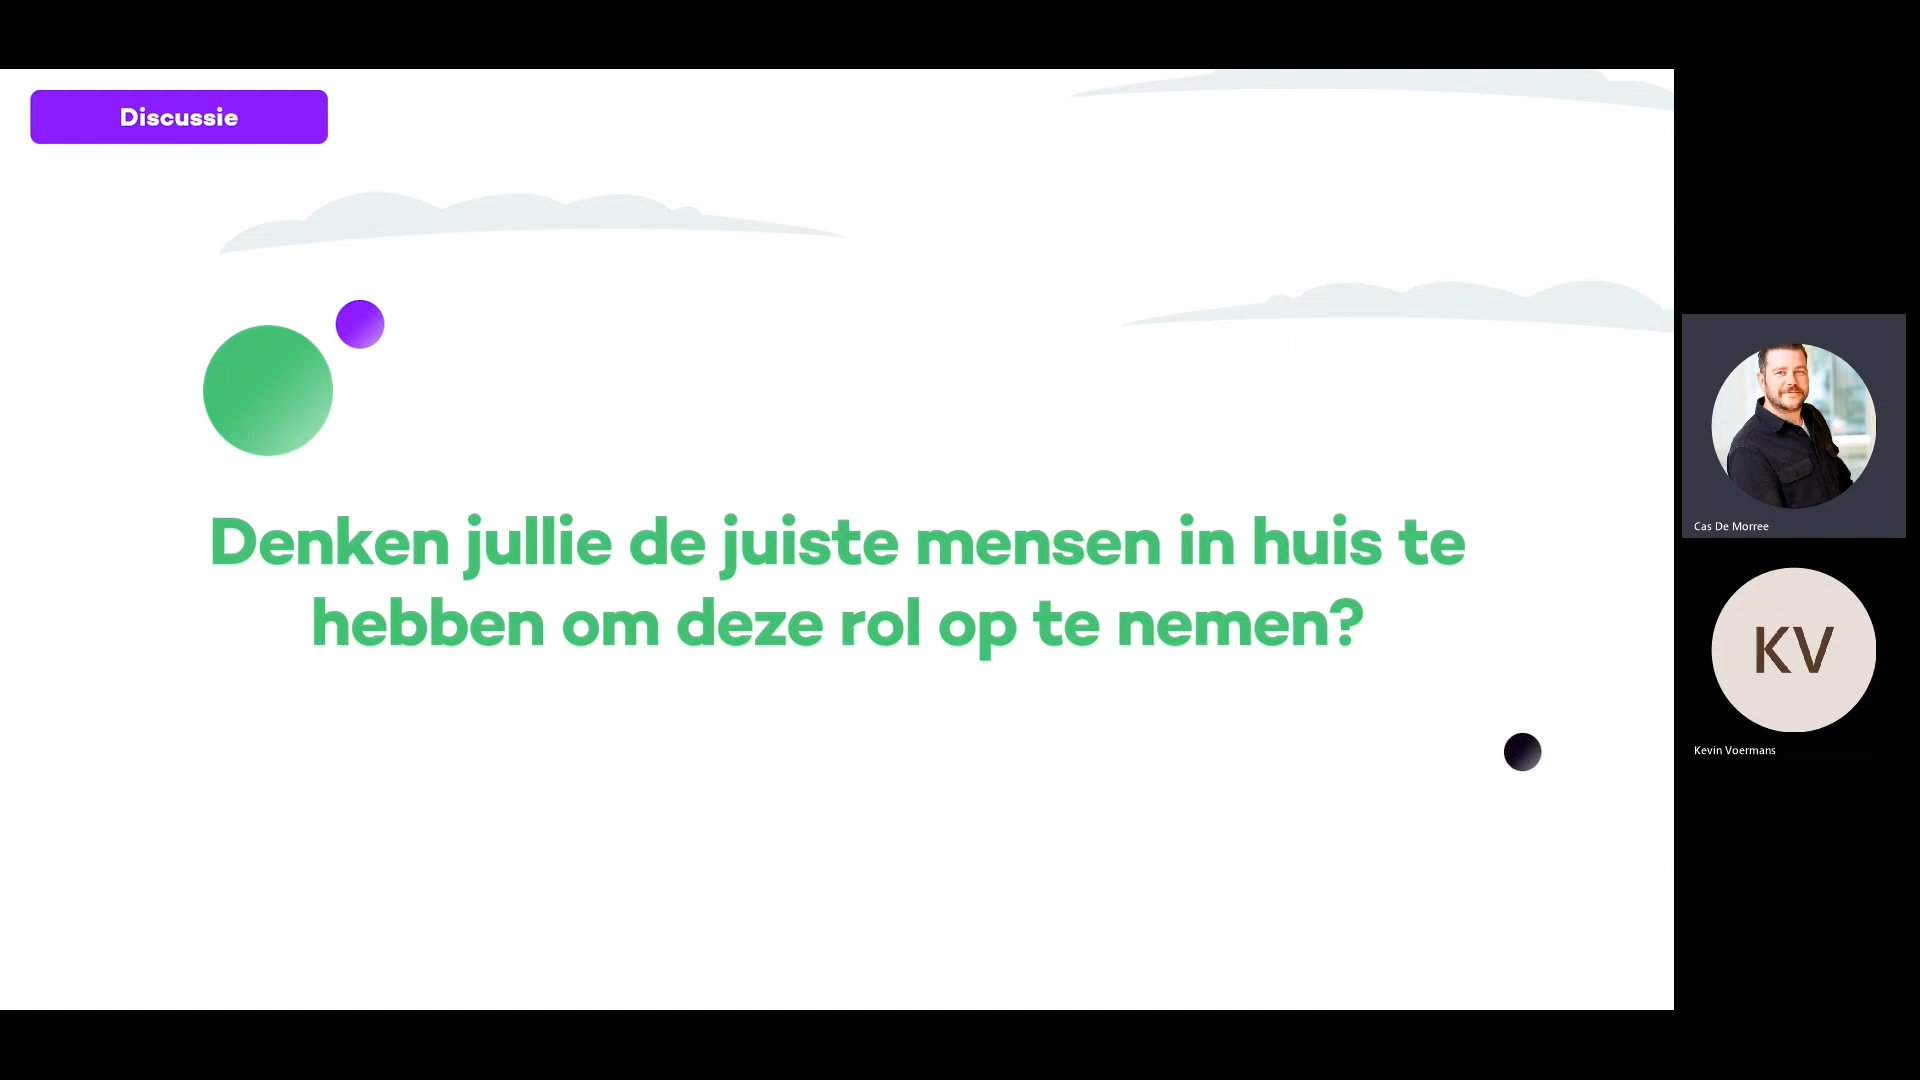 Discussie
Denken jullie de juiste mensen in huis te
hebben om deze rol op te nemen?
Cas De Morree
KV
Kevin Voermans